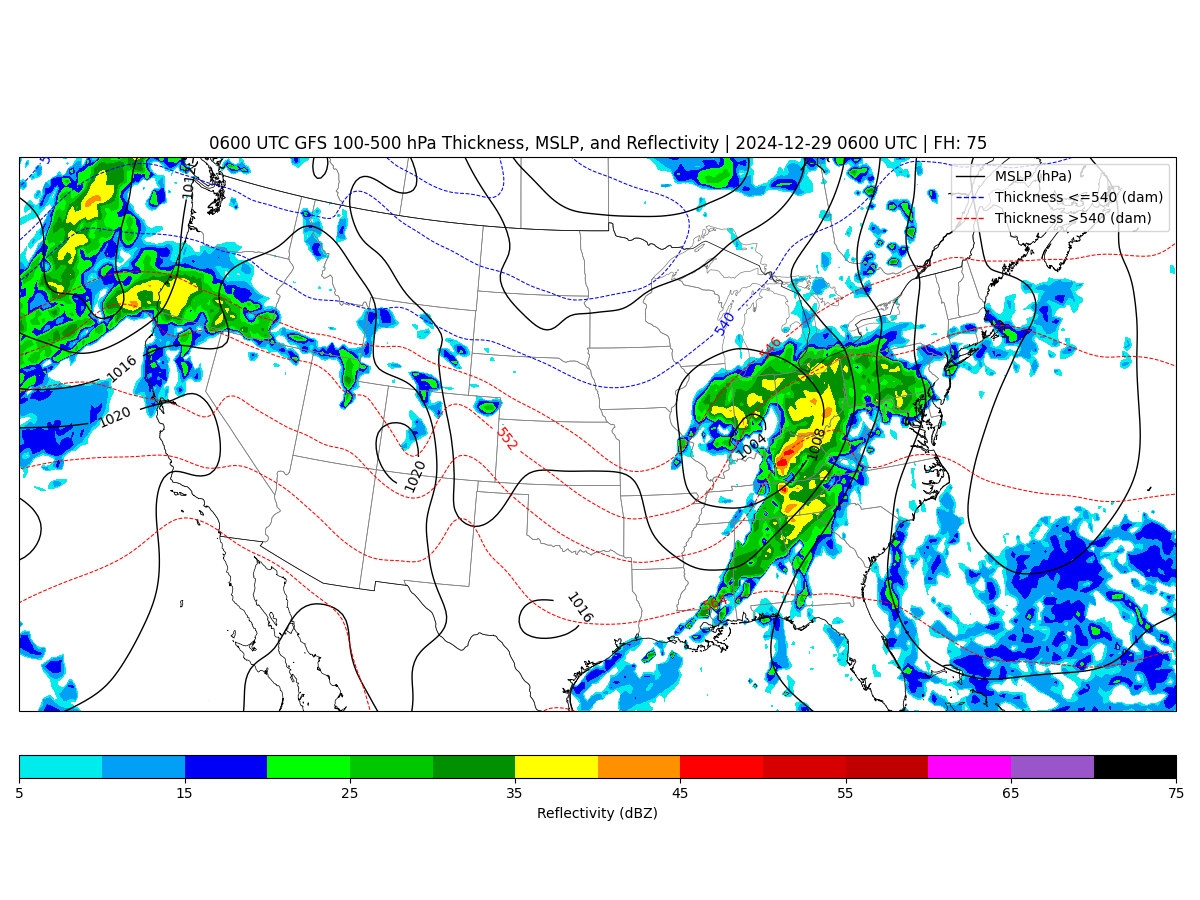 0600 UTC GFS 100-500 hPa Thickness, MSLP, and Reflectivity | 2024-12-29 0600 UTC | FH: 75
MSLP (hPa)
Thickness <=540 (dam)
Thickness >540 (dam)
1012
540
1016
1020
552
1004
1008
1020
1016
5 15 25 35 45 55 65 75
Reflectivity (dBZ)